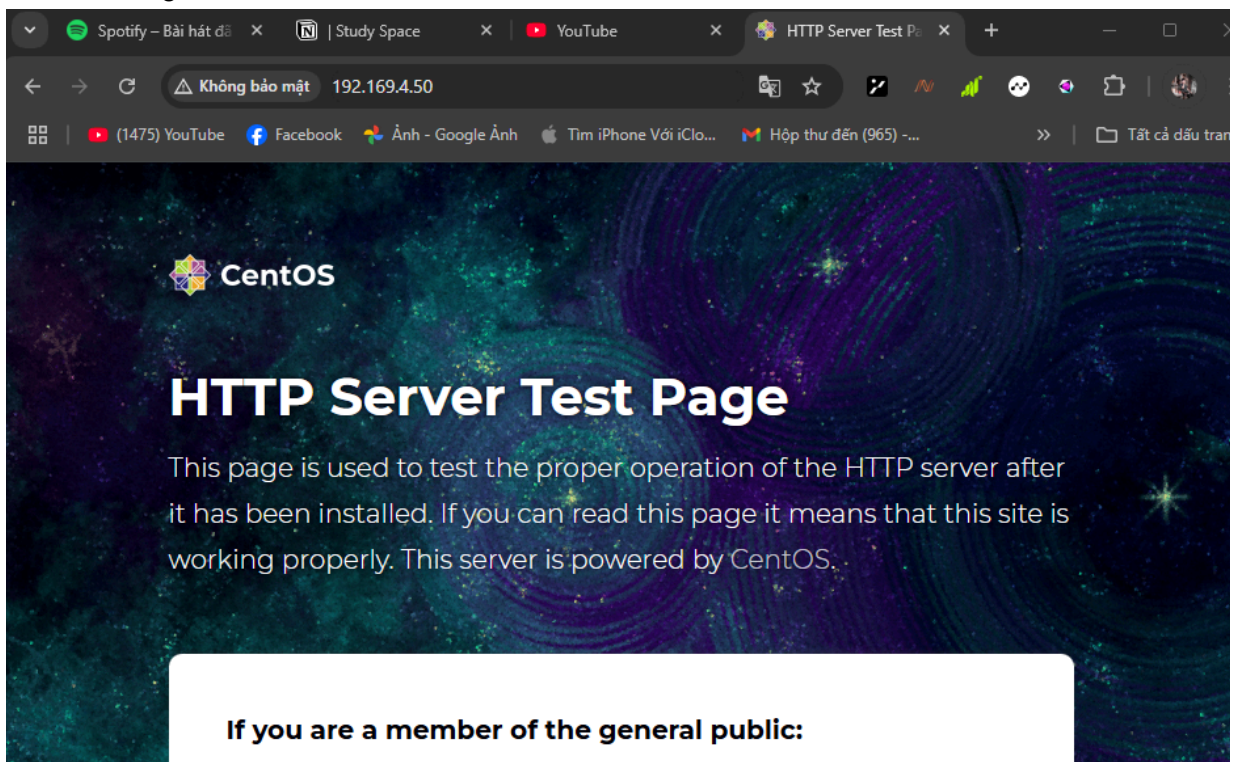 Spotify – Bài hát đã
| Study Space
YouTube
HTTP Server Test Pa
Không bảo mật 192.169.4.50
(1475) YouTube Facebook Ảnh - Google Ảnh Tìm iPhone Với iClo... Hộp thư đến (965) -... » Tất cả dấu tran
CentOS
HTTP Server Test Page
This page is used to test the proper operation of the HTTP server after
it has been installed. If you can read this page it means that this site is
working properly. This server is powered by CentOS.
If you are a member of the general public: